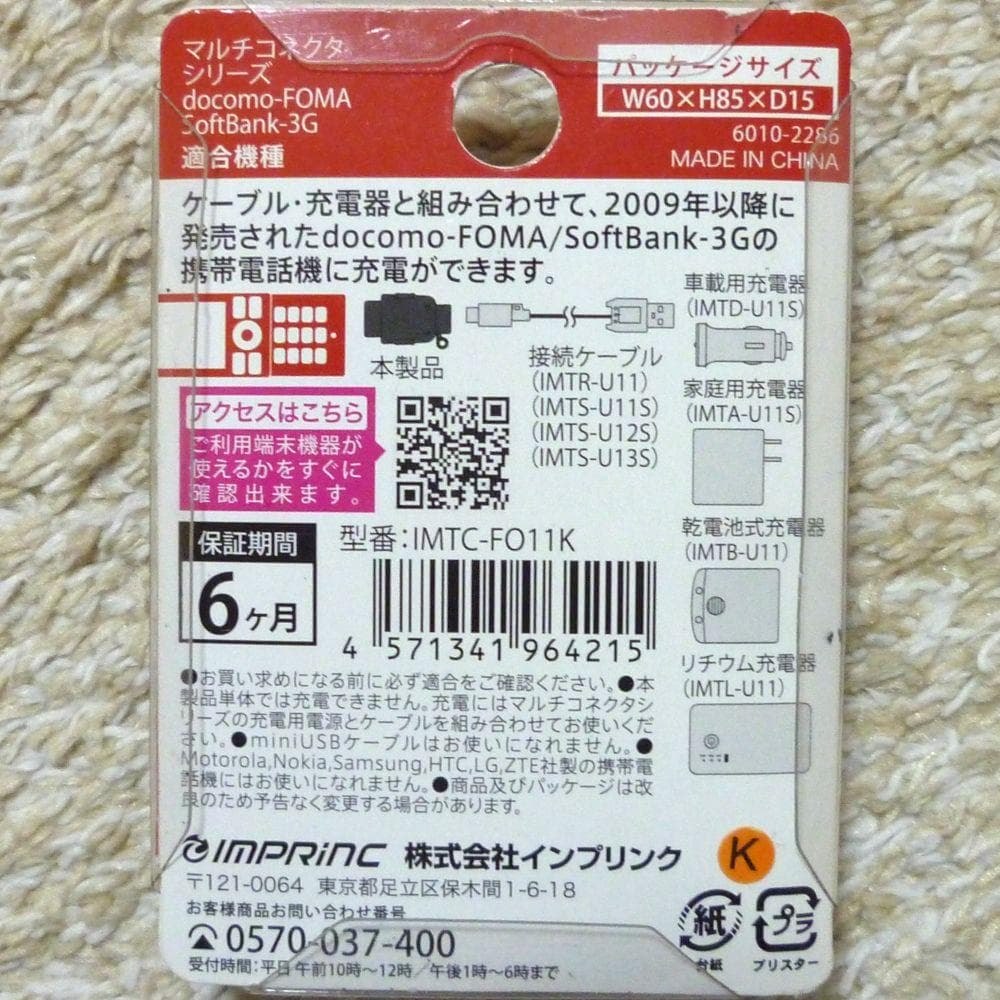 マルチコネクタ
シリーズ
docomo-FOMA
SoftBank-3G
適合機種
パッケージサイズ
W60×H85×D15
6010-2286
MADE IN CHINA
ケーブル・充電器と組み合わせて、2009年以降に
発売されたdocomo-FOMA/SoftBank-3Gの
携帯電話機に充電ができます。
本製品
接続ケーブル
(IMTR-U11)
(IMTS-U11S)
(IMTS-U12S)
(IMTS-U13S)
車載用充電器
(IMTD-U11S)
家庭用充電器
(IMTA-U11S)
乾電池式充電器
(IMTB-U11)
リチウム充電器
(IMTL-U11)
アクセスはこちら
ご利用端末機器が
使えるかをすぐに
確認出来ます。
保証期間
6ヶ月
型番:IMTC-FO11K
4 571341 964215
●お買い求めになる前に必ず適合をご確認ください。●本
製品単体では充電できません。充電にはマルチコネクタシ
リーズの充電用電源とケーブルを組み合わせてお使いくだ
さい。●miniUSBケーブルはお使いになれません。●
Motorola,Nokia,Samsung,HTC,LG,ZTE社製の携帯電
話機にはお使いになれません。●商品及びパッケージは改
良のため予告なく変更する場合があります。
IMPRINC 株式会社インプリンク
K
〒121-0064 東京都足立区保木間1-6-18
お客様商品お問い合わせ番号
0570-037-400
受付時間:平日 午前10時～12時/午後1時～6時まで
紙
台紙
プラ
ブリスター